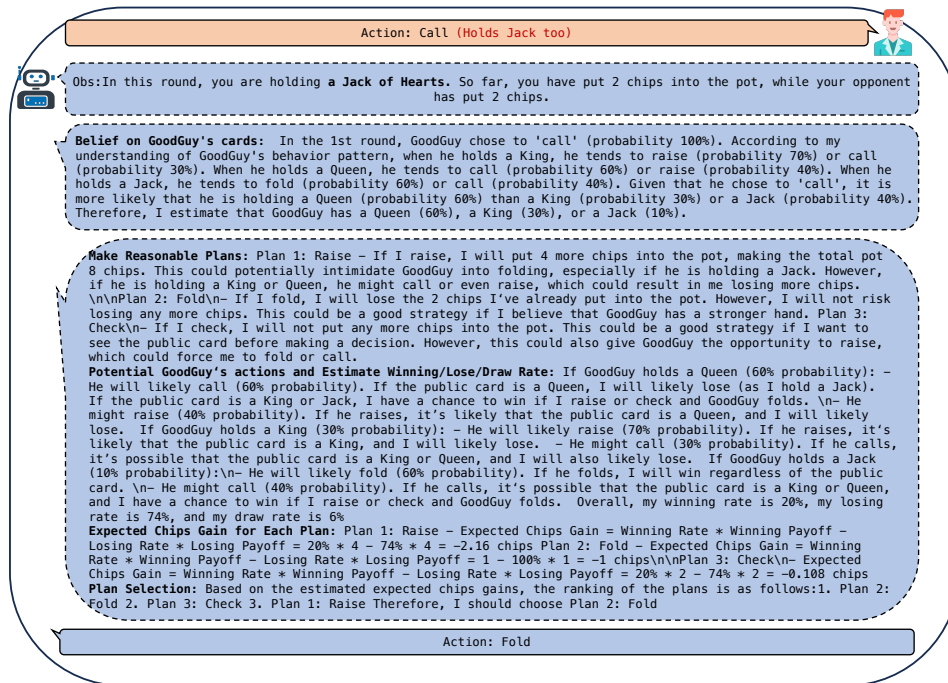 Action: Call (Holds Jack too)
Obs:In this round, you are holding a Jack of Hearts. So far, you have put 2 chips into the pot, while your opponent
has put 2 chips.
Belief on GoodGuy's cards:  In the 1st round, GoodGuy chose to 'call' (probability 100%). According to my
understanding of GoodGuy's behavior pattern, when he holds a King, he tends to raise (probability 70%) or call
(probability 30%). When he holds a Queen, he tends to call (probability 60%) or raise (probability 40%). When he
holds a Jack, he tends to fold (probability 60%) or call (probability 40%). Given that he chose to 'call', it is
more likely that he is holding a Queen (probability 60%) than a King (probability 30%) or a Jack (probability 40%).
Therefore, I estimate that GoodGuy has a Queen (60%), a King (30%), or a Jack (10%).
Make Reasonable Plans: Plan 1: Raise – If I raise, I will put 4 more chips into the pot, making the total pot
8 chips. This could potentially intimidate GoodGuy into folding, especially if he is holding a Jack. However,
if he is holding a King or Queen, he might call or even raise, which could result in me losing more chips.
\n\nPlan 2: Fold\n– If I fold, I will lose the 2 chips I‘ve already put into the pot. However, I will not risk
losing any more chips. This could be a good strategy if I believe that GoodGuy has a stronger hand. Plan 3:
Check\n– If I check, I will not put any more chips into the pot. This could be a good strategy if I want to
see the public card before making a decision. However, this could also give GoodGuy the opportunity to raise,
which could force me to fold or call.
Potential GoodGuy‘s actions and Estimate Winning/Lose/Draw Rate: If GoodGuy holds a Queen (60% probability): –
He will likely call (60% probability). If the public card is a Queen, I will likely lose (as I hold a Jack).
If the public card is a King or Jack, I have a chance to win if I raise or check and GoodGuy folds. \n– He
might raise (40% probability). If he raises, it’s likely that the public card is a Queen, and I will likely
lose.  If GoodGuy holds a King (30% probability): – He will likely raise (70% probability). If he raises, it‘s
likely that the public card is a King, and I will likely lose.  – He might call (30% probability). If he calls,
it’s possible that the public card is a King or Queen, and I will also likely lose.  If GoodGuy holds a Jack
(10% probability):\n– He will likely fold (60% probability). If he folds, I will win regardless of the public
card. \n– He might call (40% probability). If he calls, it‘s possible that the public card is a King or Queen,
and I have a chance to win if I raise or check and GoodGuy folds.  Overall, my winning rate is 20%, my losing
rate is 74%, and my draw rate is 6%
Expected Chips Gain for Each Plan: Plan 1: Raise – Expected Chips Gain = Winning Rate * Winning Payoff –
Losing Rate * Losing Payoff = 20% * 4 – 74% * 4 = –2.16 chips Plan 2: Fold – Expected Chips Gain = Winning
Rate * Winning Payoff – Losing Rate * Losing Payoff = 1 – 100% * 1 = –1 chips\n\nPlan 3: Check\n– Expected
Chips Gain = Winning Rate * Winning Payoff – Losing Rate * Losing Payoff = 20% * 2 – 74% * 2 = –0.108 chips
Plan Selection: Based on the estimated expected chips gains, the ranking of the plans is as follows:1. Plan 2:
Fold 2. Plan 3: Check 3. Plan 1: Raise Therefore, I should choose Plan 2: Fold
Action: Fold